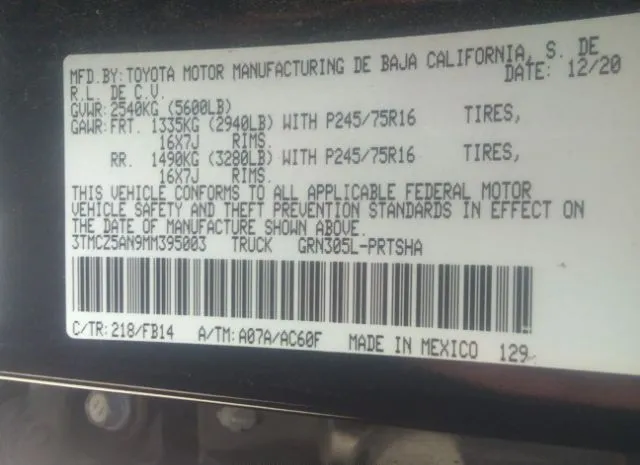 MFD.BY: TOYOTA MOTOR MANUFACTURING DE BAJA CALIFORNIA, S. DE
R.L. DE C.V. DATE: 12/20
GVWR: 2540KG (5600LB)
GAWR: FRT. 1335KG (2940LB) WITH P245/75R16 TIRES,
16X7J RIMS.
RR. 1490KG (3280LB) WITH P245/75R16 TIRES,
16X7J RIMS.
THIS VEHICLE CONFORMS TO ALL APPLICABLE FEDERAL MOTOR
VEHICLE SAFETY AND THEFT PREVENTION STANDARDS IN EFFECT ON
THE DATE OF MANUFACTURE SHOWN ABOVE.
3TMCZ5AN9MM395003 TRUCK GRN305L-PRTSHA
C/TR: 218/FB14 A/TM: A07A/AC60F MADE IN MEXICO 129